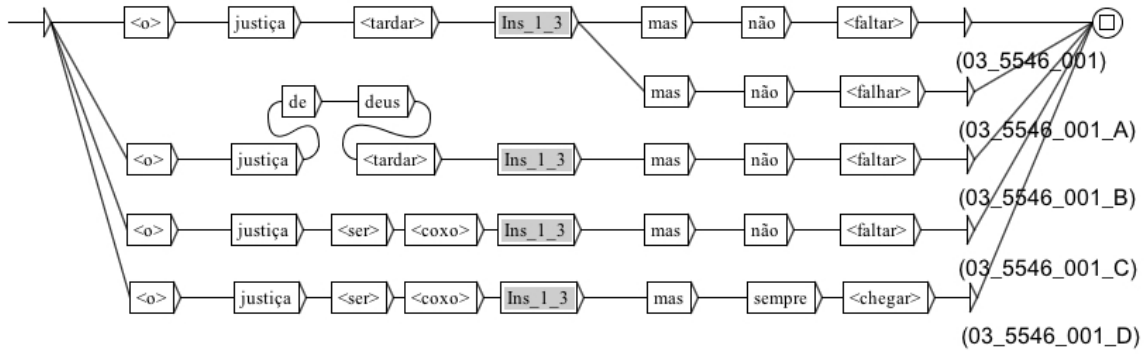 <o> justiça <tardar> Ins_1_3 mas não <faltar>
(03_5546_001)
de deus mas não <falhar>
(03_5546_001_A)
<o> justiça <tardar> Ins_1_3 mas não <faltar>
(03_5546_001_B)
<o> justiça <ser> <coxo> Ins_1_3 mas não <faltar>
(03_5546_001_C)
<o> justiça <ser> <coxo> Ins_1_3 mas sempre <chegar>
(03_5546_001_D)